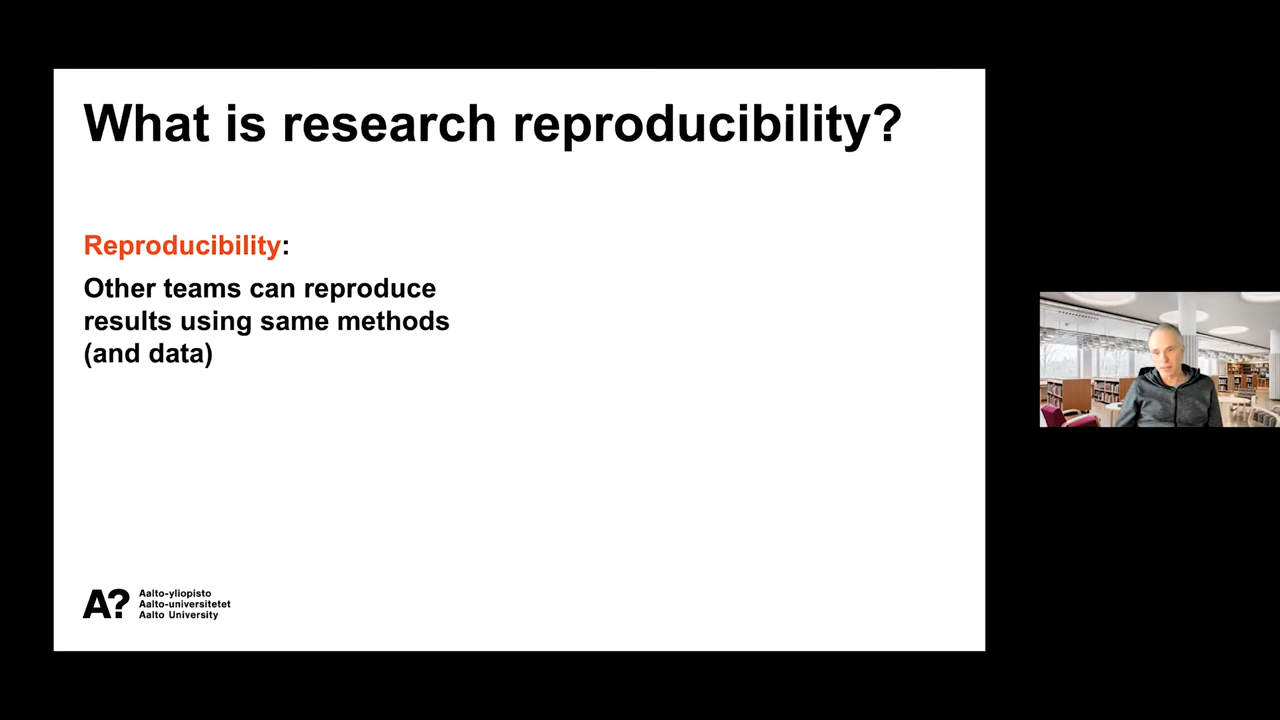 What is research reproducibility?
Reproducibility:
Other teams can reproduce
results using same methods
(and data)
A?
Aalto-yliopisto
Aalto-universitetet
Aalto University